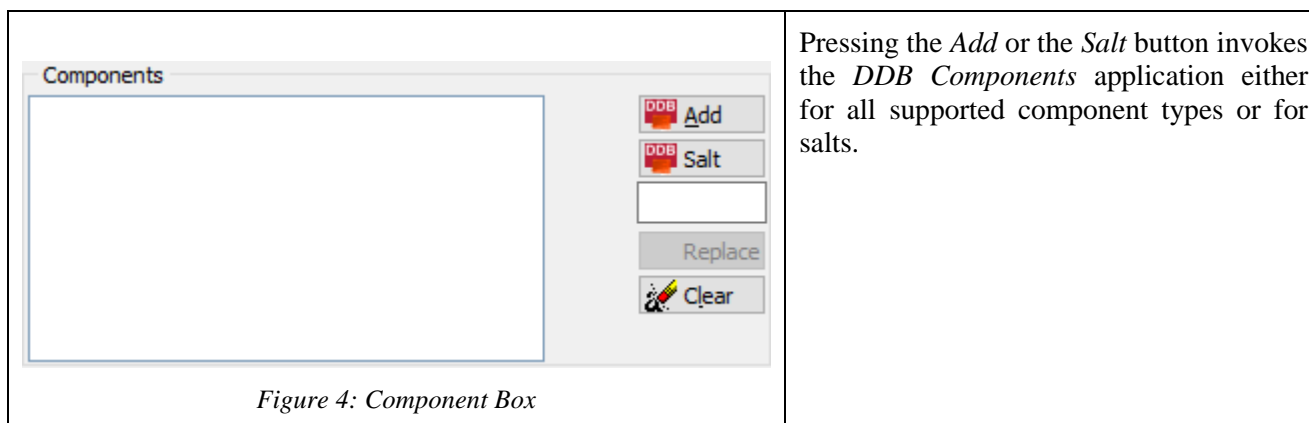 Components
DDB Add
DDB Salt
Replace
Clear
Figure 4: Component Box
Pressing the Add or the Salt button invokes
the DDB Components application either
for all supported component types or for
salts.